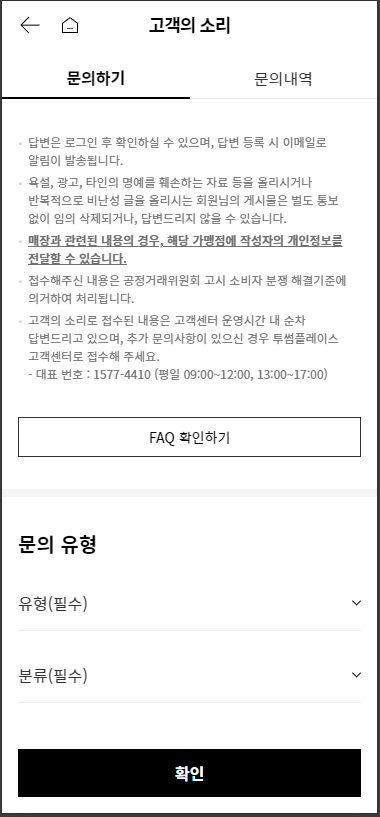 고객의 소리
문의하기
문의내역
답변은 로그인 후 확인하실 수 있으며, 답변 등록 시 이메일로
알림이 발송됩니다.
욕설, 광고, 타인의 명예를 훼손하는 자료 등을 올리시거나
반복적으로 비난성 글을 올리시는 회원님의 게시물은 별도 통보
없이 임의 삭제되거나, 답변드리지 않을 수 있습니다.
매장과 관련된 내용의 경우, 해당 가맹점에 작성자의 개인정보를
전달할 수 있습니다.
접수해주신 내용은 공정거래위원회 고시 소비자 분쟁 해결기준에
의거하여 처리됩니다.
고객의 소리로 접수된 내용은 고객센터 운영시간 내 순차
답변드리고 있으며, 추가 문의사항이 있으신 경우 투썸플레이스
고객센터로 접수해 주세요.
- 대표 번호 : 1577-4410 (평일 09:00~12:00, 13:00~17:00)
FAQ 확인하기
문의 유형
유형(필수)
분류(필수)
확인